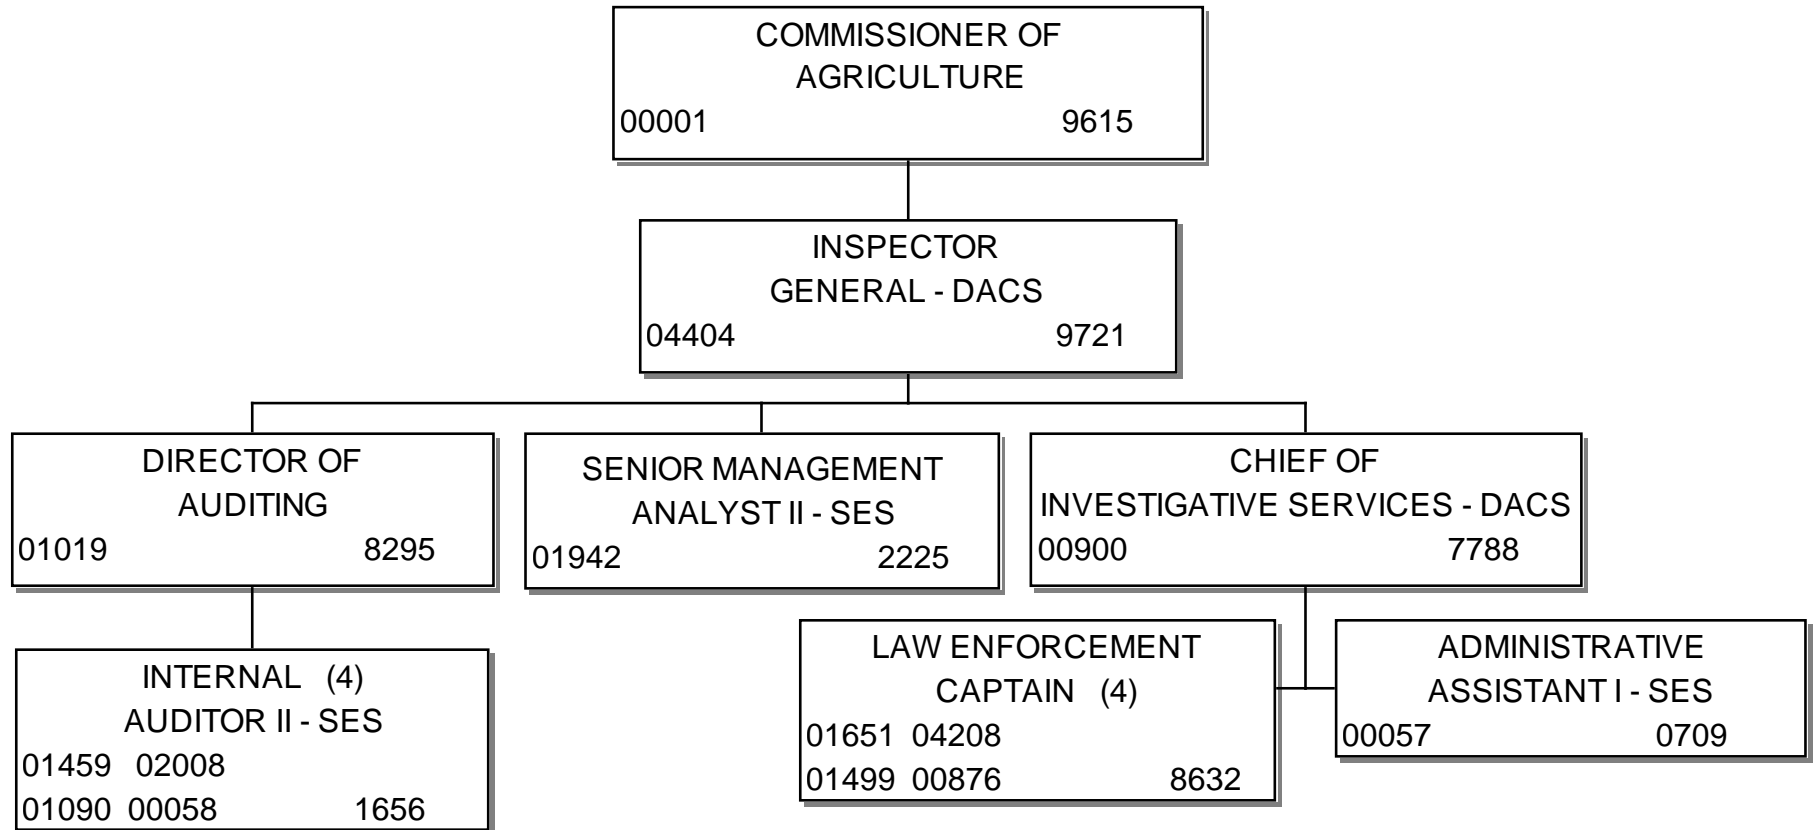 COMMISSIONER OF
AGRICULTURE
00001 9615
INSPECTOR
GENERAL - DACS
04404 9721
DIRECTOR OF
AUDITING
01019 8295
SENIOR MANAGEMENT
ANALYST II - SES
01942 2225
CHIEF OF
INVESTIGATIVE SERVICES - DACS
00900 7788
INTERNAL (4)
AUDITOR II - SES
01459 02008
01090 00058 1656
LAW ENFORCEMENT
CAPTAIN (4)
01651 04208
01499 00876 8632
ADMINISTRATIVE
ASSISTANT I - SES
00057 0709